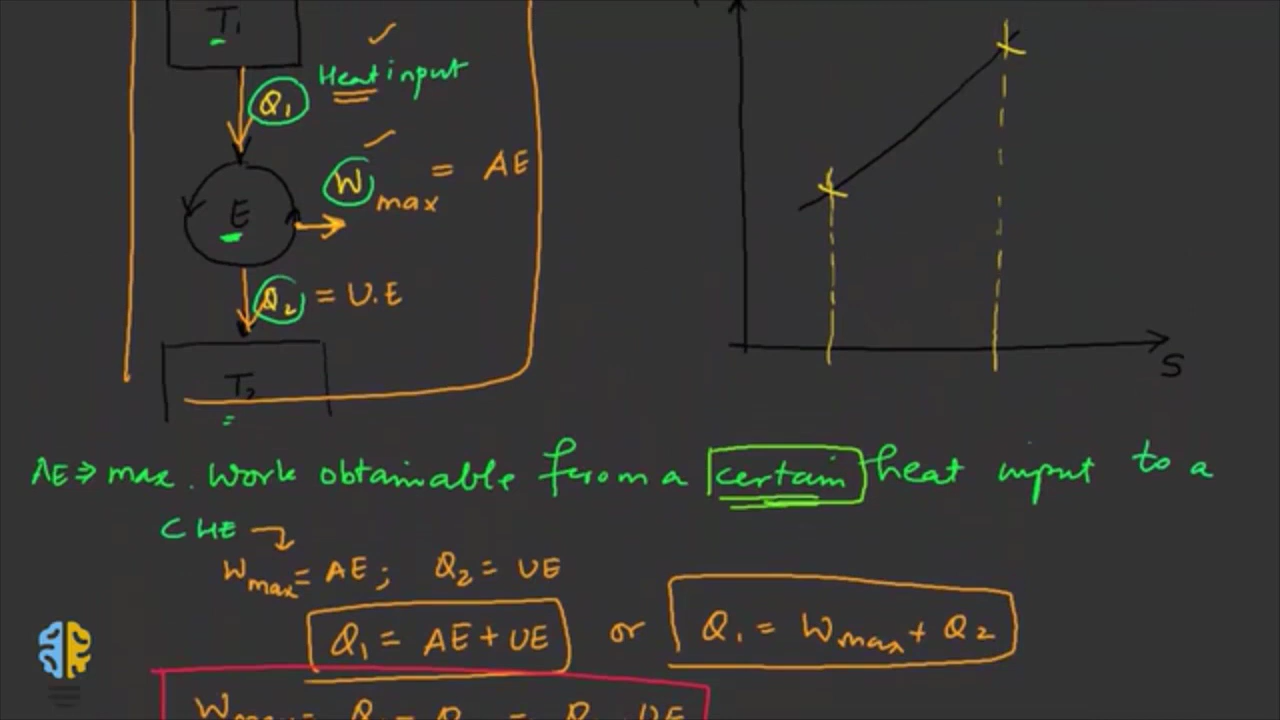 T₁
Heat input
Q₁
W max = AE
E
Q₂ = U.E
T₂
S
AE ⇒ max. Work obtainable from a certain heat input to a
CHE
Wmax = AE; Q₂ = UE
Q₁ = AE + UE or Q₁ = Wmax + Q₂